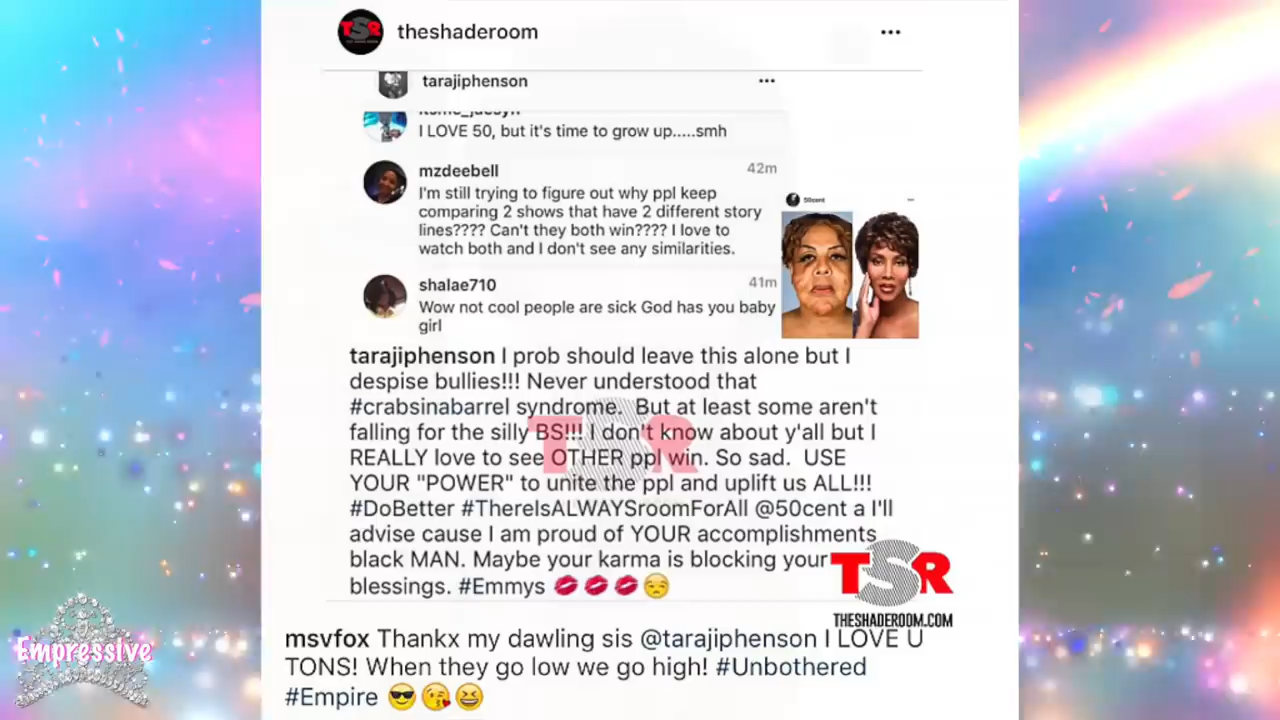 TSR
theshaderoom
tarajiphenson
I LOVE 50, but it's time to grow up.....smh
mzdeebell
42m
I'm still trying to figure out why ppl keep
comparing 2 shows that have 2 different story
lines???? Can't they both win???? I love to
watch both and I don't see any similarities.
50cent
shalae710
41m
Wow not cool people are sick God has you baby
girl
tarajiphenson I prob should leave this alone but I
despise bullies!!! Never understood that
#crabsinabarrel syndrome. But at least some aren't
falling for the silly BS!!! I don't know about y'all but I
REALLY love to see OTHER ppl win. So sad. USE
YOUR "POWER" to unite the ppl and uplift us ALL!!!
#DoBetter #ThereIsALWAYSroomForAll @50cent a I'll
advise cause I am proud of YOUR accomplishments
black MAN. Maybe your karma is blocking your
blessings. #Emmys 💋 💋 💋 😒
TSR
TSR
THESHADEROOM.COM
msvfox Thankx my dawling sis @tarajiphenson I LOVE U
TONS! When they go low we go high! #Unbothered
#Empire 😎 😘 😆
Empressive